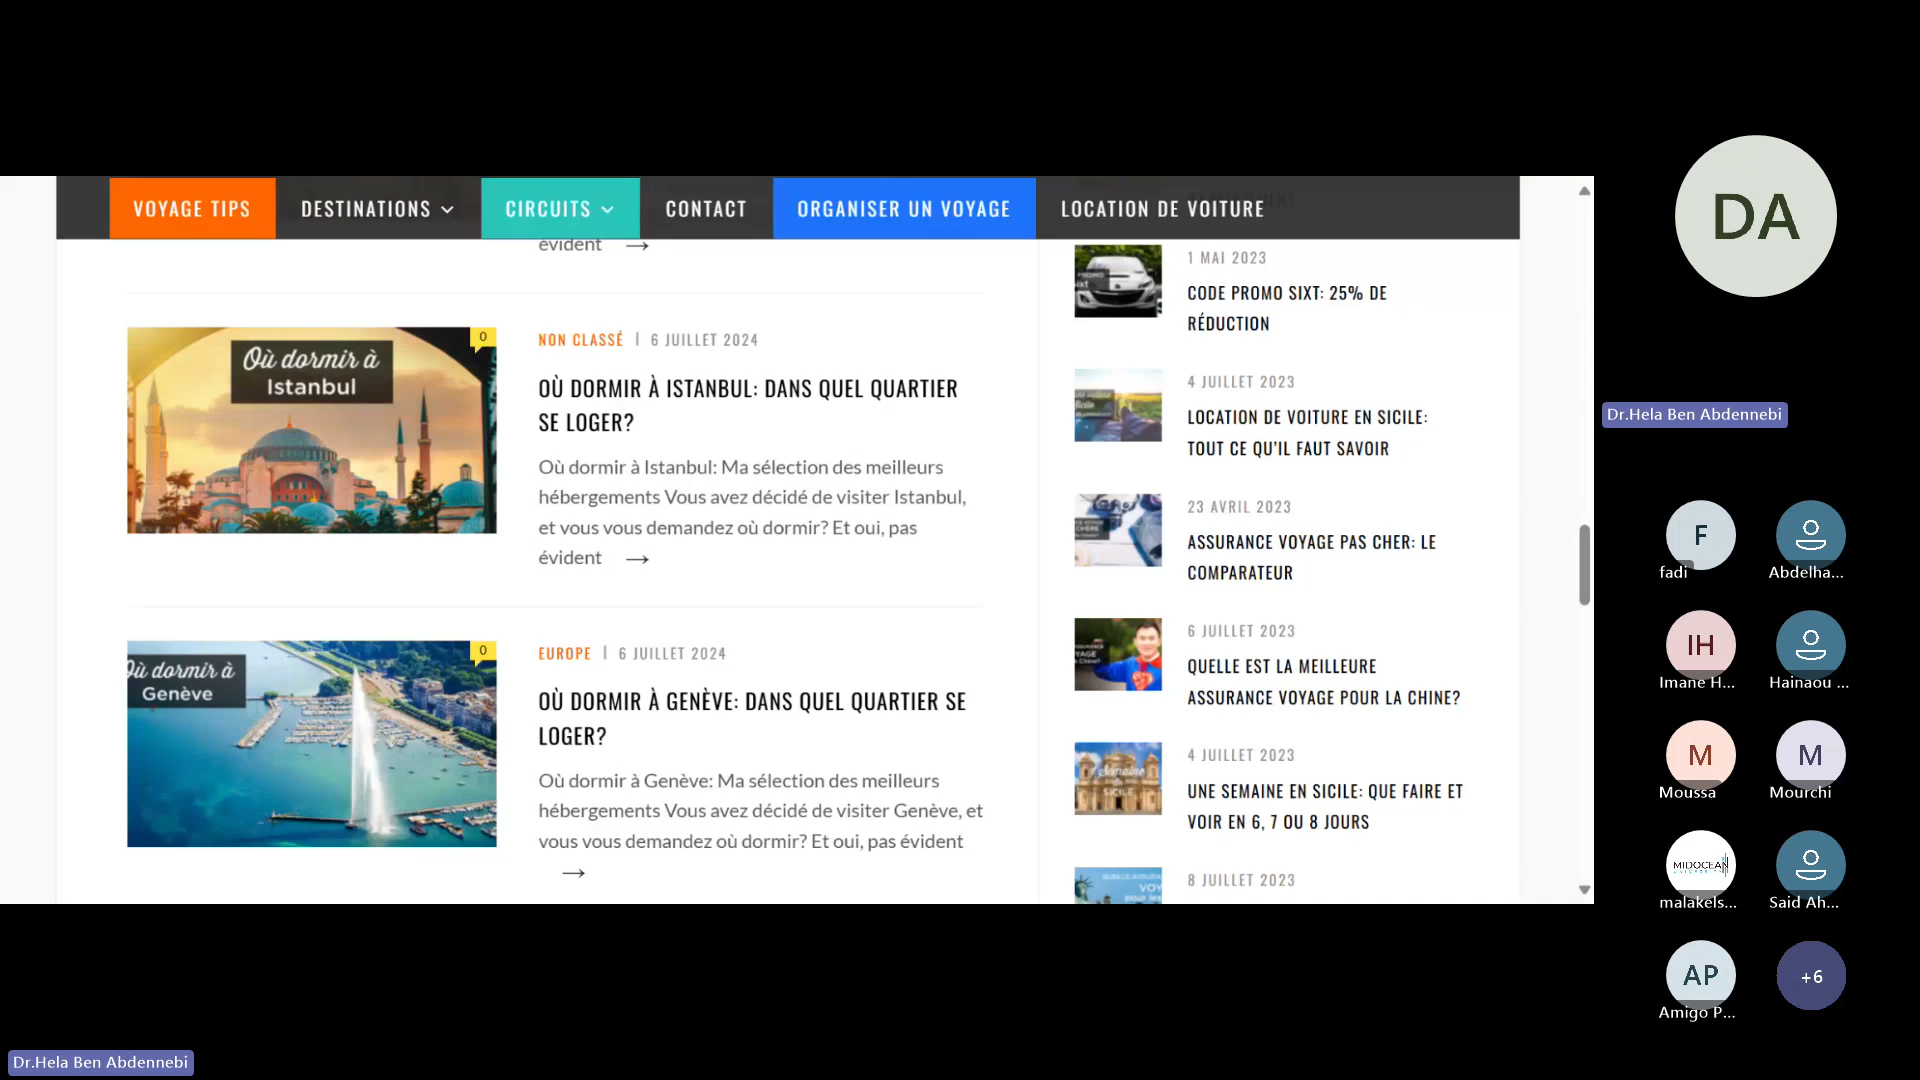 VOYAGE TIPS
DESTINATIONS
CIRCUITS
CONTACT
ORGANISER UN VOYAGE
LOCATION DE VOITURE
évident →
Où dormir à
Istanbul
0
NON CLASSÉ | 6 JUILLET 2024
OÙ DORMIR À ISTANBUL: DANS QUEL QUARTIER
SE LOGER?
Où dormir à Istanbul: Ma sélection des meilleurs
hébergements Vous avez décidé de visiter Istanbul,
et vous vous demandez où dormir? Et oui, pas
évident →
Où dormir à
Genève
0
EUROPE | 6 JUILLET 2024
OÙ DORMIR À GENÈVE: DANS QUEL QUARTIER SE
LOGER?
Où dormir à Genève: Ma sélection des meilleurs
hébergements Vous avez décidé de visiter Genève, et
vous vous demandez où dormir? Et oui, pas évident
→
1 MAI 2023
CODE PROMO SIXT: 25% DE
RÉDUCTION
4 JUILLET 2023
LOCATION DE VOITURE EN SICILE:
TOUT CE QU'IL FAUT SAVOIR
23 AVRIL 2023
ASSURANCE VOYAGE PAS CHER: LE
COMPARATEUR
6 JUILLET 2023
QUELLE EST LA MEILLEURE
ASSURANCE VOYAGE POUR LA CHINE?
4 JUILLET 2023
UNE SEMAINE EN SICILE: QUE FAIRE ET
VOIR EN 6, 7 OU 8 JOURS
8 JUILLET 2023
DA
Dr.Hela Ben Abdennebi
F
fadi
Abdelha...
IH
Imane H...
Hainaou ...
M
Moussa
M
Mourchi
MIDOCEAN
malakels...
Said Ah...
AP
Amigo P...
+6
Dr.Hela Ben Abdennebi